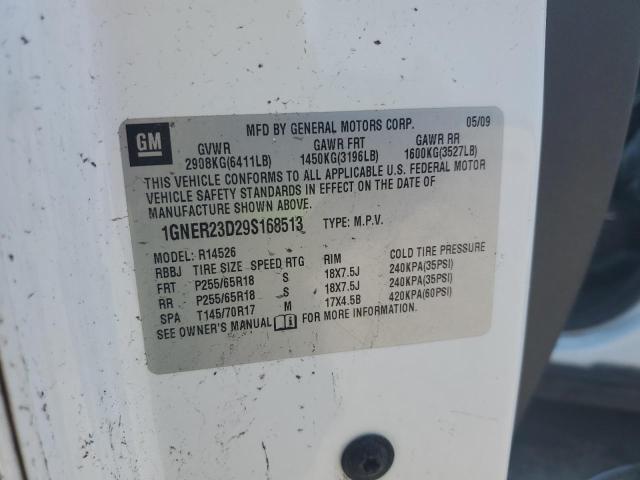 GM
MFD BY GENERAL MOTORS CORP. 05/09
GVWR GAWR FRT GAWR RR
2908KG(6411LB) 1450KG(3196LB) 1600KG(3527LB)
THIS VEHICLE CONFORMS TO ALL APPLICABLE U.S. FEDERAL MOTOR
VEHICLE SAFETY STANDARDS IN EFFECT ON THE DATE OF
MANUFACTURE SHOWN ABOVE.
1GNER23D29S168513 TYPE: M.P.V.
MODEL: R14526
RBBJ TIRE SIZE SPEED RTG RIM COLD TIRE PRESSURE
FRT P255/65R18 S 18X7.5J 240KPA(35PSI)
RR P255/65R18 S 18X7.5J 240KPA(35PSI)
SPA T145/70R17 M 17X4.5B 420KPA(60PSI)
SEE OWNER'S MANUAL FOR MORE INFORMATION.